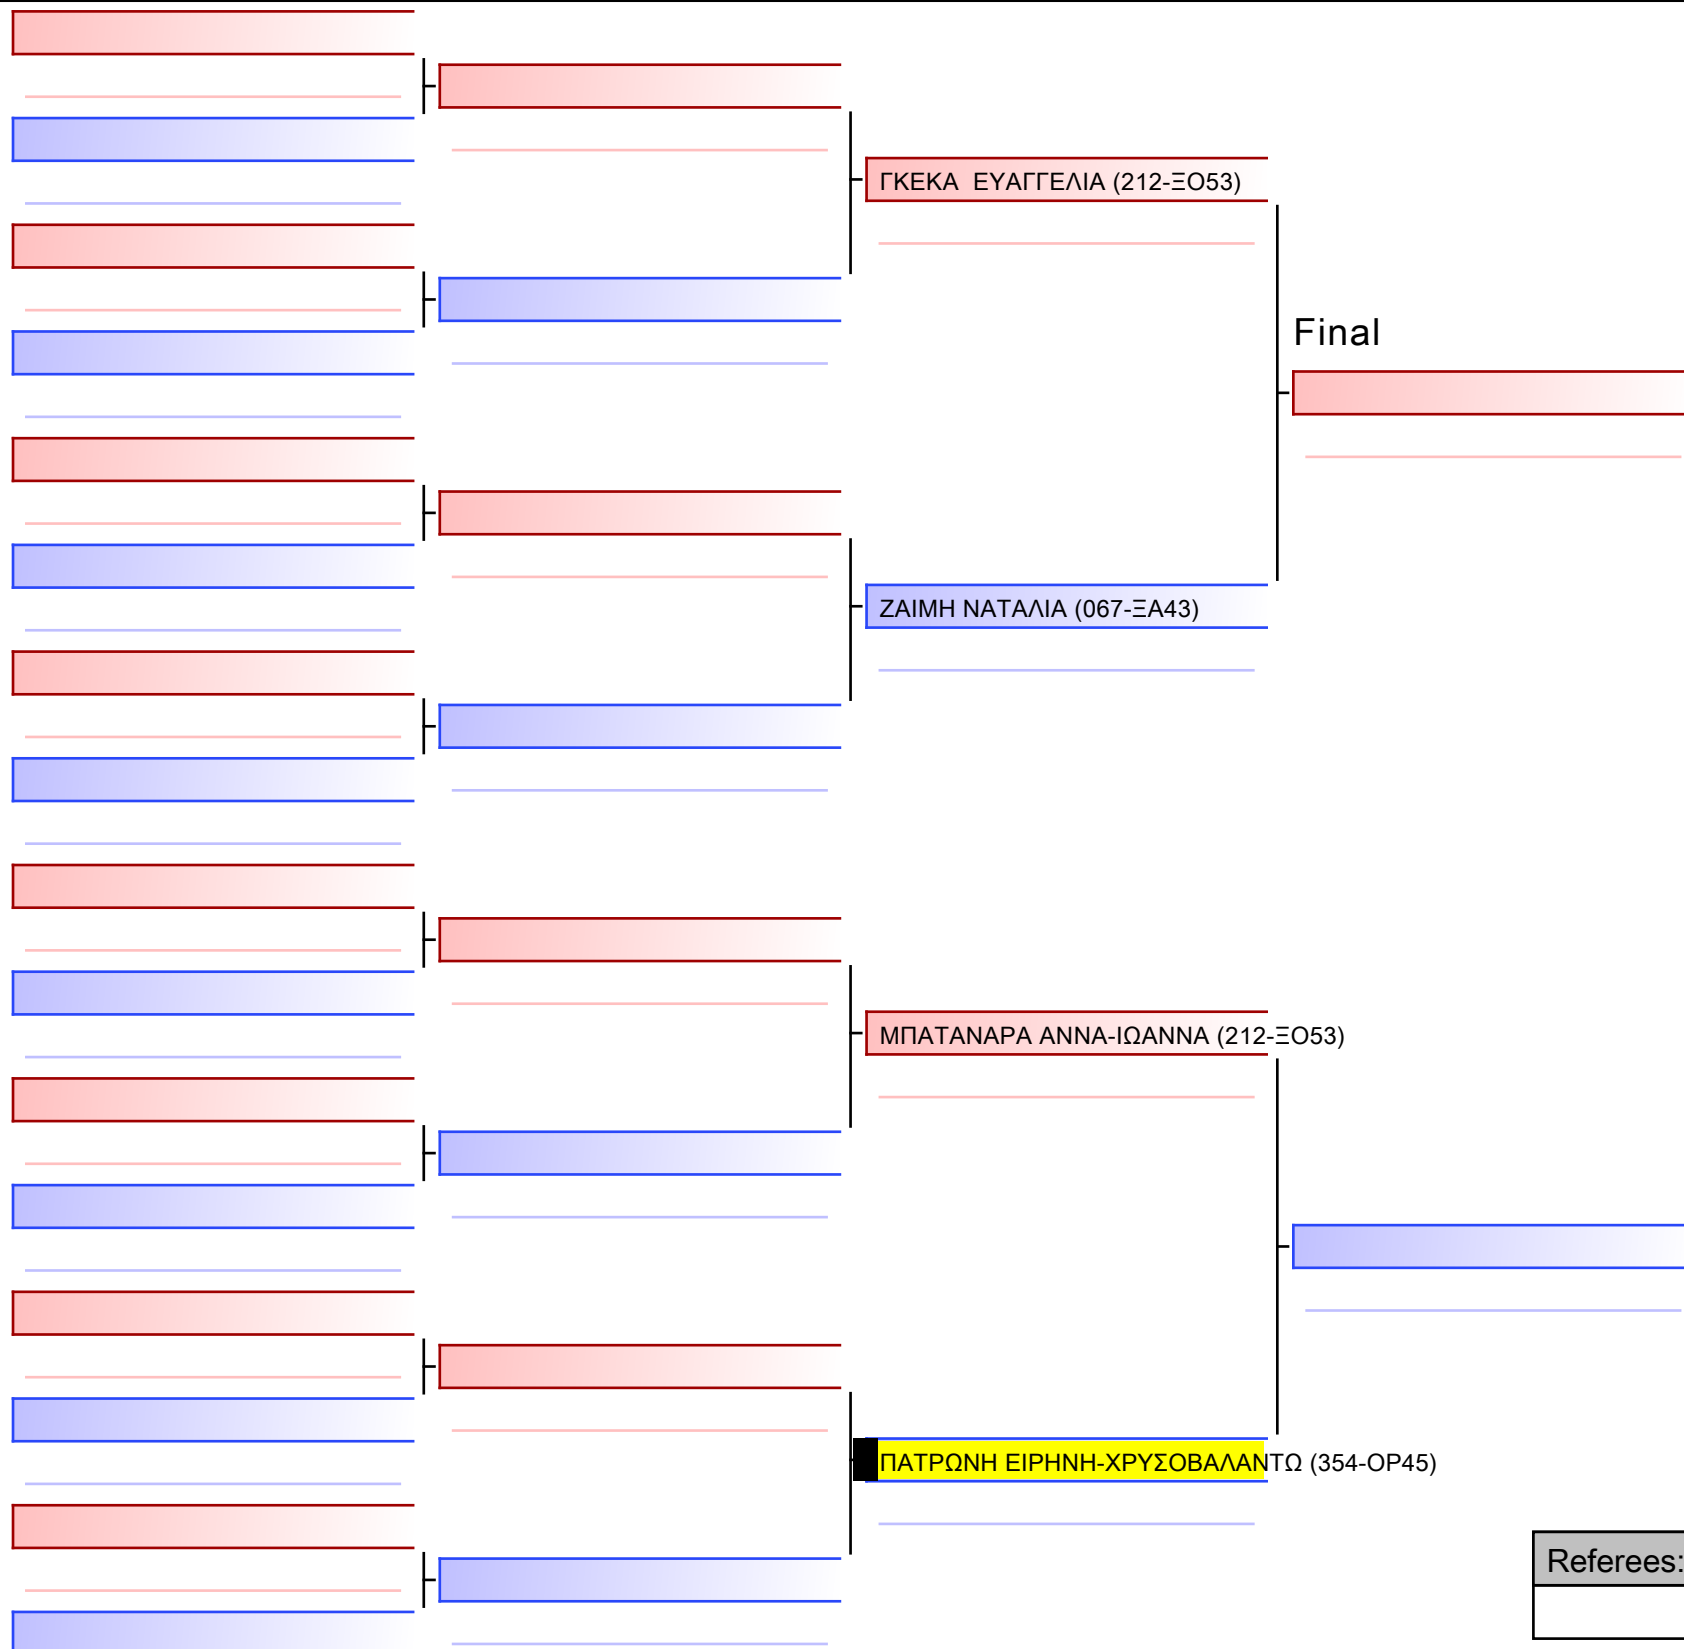 ΓΚΕΚΑ  ΕΥΑΓΓΕΛΙΑ (212-ΞΟ53)
Final
ΖΑΙΜΗ ΝΑΤΑΛΙΑ (067-ΞΑ43)
ΜΠΑΤΑΝΑΡΑ ΑΝΝΑ-ΙΩΑΝΝΑ (212-ΞΟ53)
ΠΑΤΡΩΝΗ ΕΙΡΗΝΗ-ΧΡΥΣΟΒΑΛΑΝΤΩ (354-ΟΡ45)
Referees: